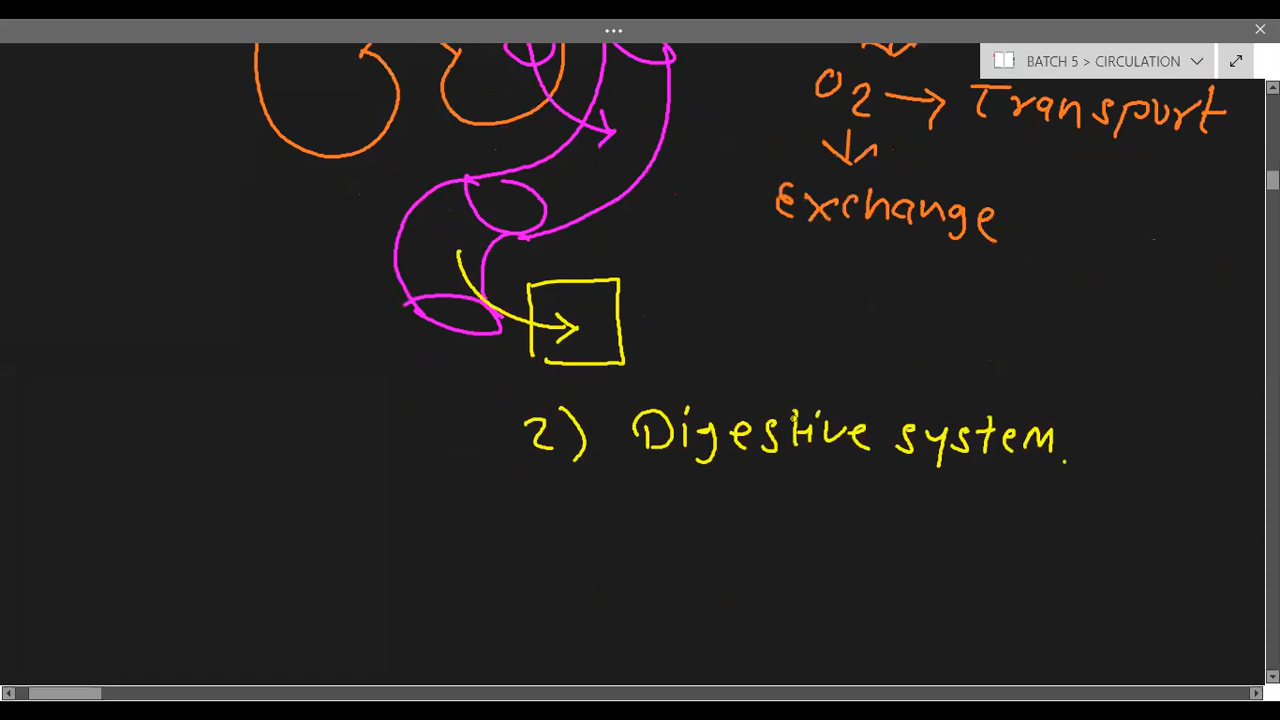 BATCH 5 > CIRCULATION
O2 → Transport
Exchange
2) Digestive system.